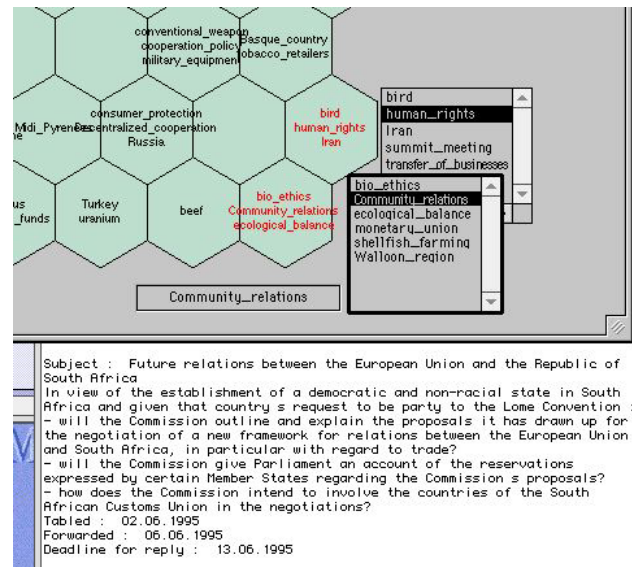 conventional_weapon
cooperation_policy
military_equipment
Basque_country
tobacco_retailers
Midi_Pyrenees
consumer_protection
Decentralized_cooperation
Russia
bird
human_rights
Iran
_funds
Turkey
uranium
beef
bio_ethics
Community_relations
ecological_balance
bird
human_rights
Iran
summit_meeting
transfer_of_businesses
bio_ethics
Community_relations
ecological_balance
monetary_union
shellfish_farming
Walloon_region
Community_relations
Subject : Future relations between the European Union and the Republic of
South Africa
In view of the establishment of a democratic and non-racial state in South
Africa and given that country s request to be party to the Lome Convention :
- will the Commission outline and explain the proposals it has drawn up for
the negotiation of a new framework for relations between the European Union
and South Africa, in particular with regard to trade?
- will the Commission give Parliament an account of the reservations
expressed by certain Member States regarding the Commission s proposals?
- how does the Commission intend to involve the countries of the South
African Customs Union in the negotiations?
Tabled : 02.06.1995
Forwarded : 06.06.1995
Deadline for reply : 13.06.1995